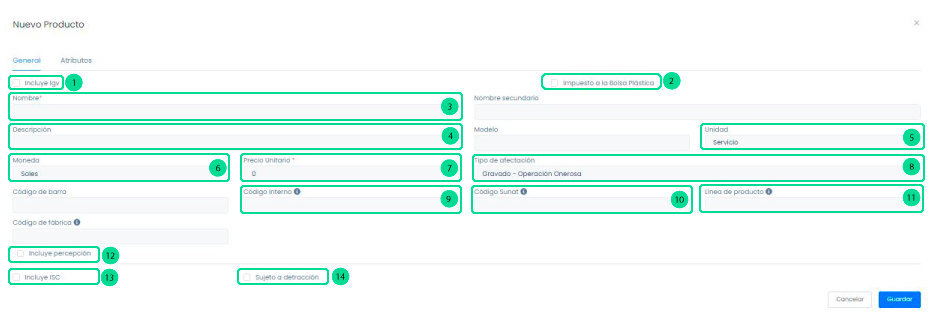 Nuevo Producto ×
General Atributos
Incluye Igv 1 Impuesto a la Bolsa Plástica 2
Nombre* 3 Nombre secundario
Descripción 4 Modelo Unidad
Servicio 5
Moneda Precio Unitario * Tipo de afectación
Soles 6 0 7 Gravado - Operación Onerosa 8
Código de barra Código Interno 9 Código Sunat 10 Línea de producto 11
Código de fábrica
Incluye percepción 12
Incluye ISC 13 Sujeto a detracción 14
Cancelar Guardar